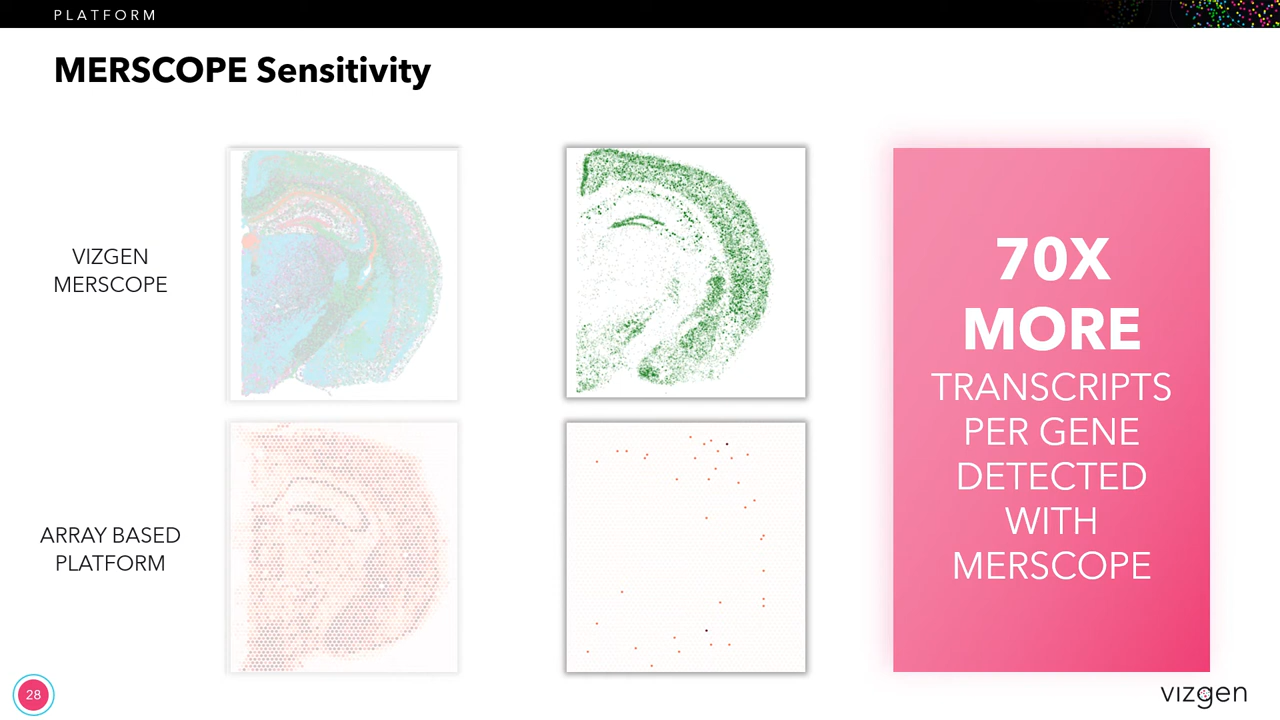 PLATFORM
MERSCOPE Sensitivity
VIZGEN
MERSCOPE
ARRAY BASED
PLATFORM
70X
MORE
TRANSCRIPTS
PER GENE
DETECTED
WITH
MERSCOPE
28
vizgen